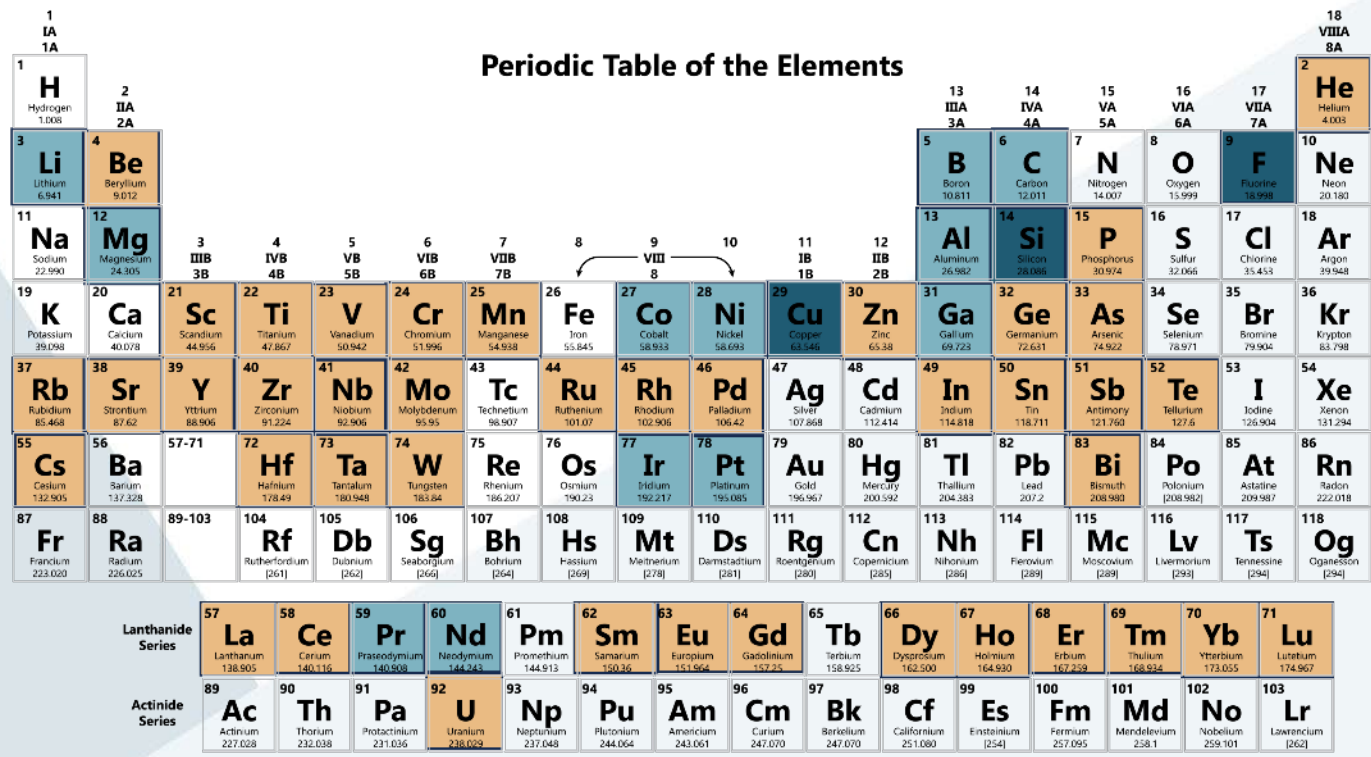 Periodic Table of the Elements
1 IA 1A
2 IIA 2A
3 IIIB 3B
4 IVB 4B
5 VB 5B
6 VIB 6B
7 VIIB 7B
8
9 VIII 8
10
11 IB 1B
12 IIB 2B
13 IIIA 3A
14 IVA 4A
15 VA 5A
16 VIA 6A
17 VIIA 7A
18 VIIIA 8A
1 H Hydrogen 1.008
2 He Helium 4.003
3 Li Lithium 6.941
4 Be Beryllium 9.012
5 B Boron 10.811
6 C Carbon 12.011
7 N Nitrogen 14.007
8 O Oxygen 15.999
9 F Fluorine 18.998
10 Ne Neon 20.180
11 Na Sodium 22.990
12 Mg Magnesium 24.305
13 Al Aluminum 26.982
14 Si Silicon 28.086
15 P Phosphorus 30.974
16 S Sulfur 32.066
17 Cl Chlorine 35.453
18 Ar Argon 39.948
19 K Potassium 39.098
20 Ca Calcium 40.078
21 Sc Scandium 44.956
22 Ti Titanium 47.867
23 V Vanadium 50.942
24 Cr Chromium 51.996
25 Mn Manganese 54.938
26 Fe Iron 55.845
27 Co Cobalt 58.933
28 Ni Nickel 58.693
29 Cu Copper 63.546
30 Zn Zinc 65.38
31 Ga Gallium 69.723
32 Ge Germanium 72.631
33 As Arsenic 74.922
34 Se Selenium 78.971
35 Br Bromine 79.904
36 Kr Krypton 83.798
37 Rb Rubidium 85.468
38 Sr Strontium 87.62
39 Y Yttrium 88.906
40 Zr Zirconium 91.224
41 Nb Niobium 92.906
42 Mo Molybdenum 95.95
43 Tc Technetium 98.907
44 Ru Ruthenium 101.07
45 Rh Rhodium 102.906
46 Pd Palladium 106.42
47 Ag Silver 107.868
48 Cd Cadmium 112.414
49 In Indium 114.818
50 Sn Tin 118.711
51 Sb Antimony 121.760
52 Te Tellurium 127.6
53 I Iodine 126.904
54 Xe Xenon 131.294
55 Cs Cesium 132.905
56 Ba Barium 137.328
57-71
72 Hf Hafnium 178.49
73 Ta Tantalum 180.948
74 W Tungsten 183.84
75 Re Rhenium 186.207
76 Os Osmium 190.23
77 Ir Iridium 192.217
78 Pt Platinum 195.085
79 Au Gold 196.967
80 Hg Mercury 200.592
81 Tl Thallium 204.383
82 Pb Lead 207.2
83 Bi Bismuth 208.980
84 Po Polonium [208.982]
85 At Astatine 209.987
86 Rn Radon 222.018
87 Fr Francium 223.020
88 Ra Radium 226.025
89-103
104 Rf Rutherfordium [261]
105 Db Dubnium [262]
106 Sg Seaborgium [266]
107 Bh Bohrium [264]
108 Hs Hassium [269]
109 Mt Meitnerium [278]
110 Ds Darmstadtium [281]
111 Rg Roentgenium [280]
112 Cn Copernicium [285]
113 Nh Nihonium [286]
114 Fl Flerovium [289]
115 Mc Moscovium [289]
116 Lv Livermorium [293]
117 Ts Tennessine [294]
118 Og Oganesson [294]
Lanthanide
Series
57 La Lanthanum 138.905
58 Ce Cerium 140.116
59 Pr Praseodymium 140.908
60 Nd Neodymium 144.243
61 Pm Promethium 144.913
62 Sm Samarium 150.36
63 Eu Europium 151.964
64 Gd Gadolinium 157.25
65 Tb Terbium 158.925
66 Dy Dysprosium 162.500
67 Ho Holmium 164.930
68 Er Erbium 167.259
69 Tm Thulium 168.934
70 Yb Ytterbium 173.055
71 Lu Lutetium 174.967
Actinide
Series
89 Ac Actinium 227.028
90 Th Thorium 232.038
91 Pa Protactinium 231.036
92 U Uranium 238.029
93 Np Neptunium 237.048
94 Pu Plutonium 244.064
95 Am Americium 243.061
96 Cm Curium 247.070
97 Bk Berkelium 247.070
98 Cf Californium 251.080
99 Es Einsteinium [254]
100 Fm Fermium 257.095
101 Md Mendelevium 258.1
102 No Nobelium 259.101
103 Lr Lawrencium [262]